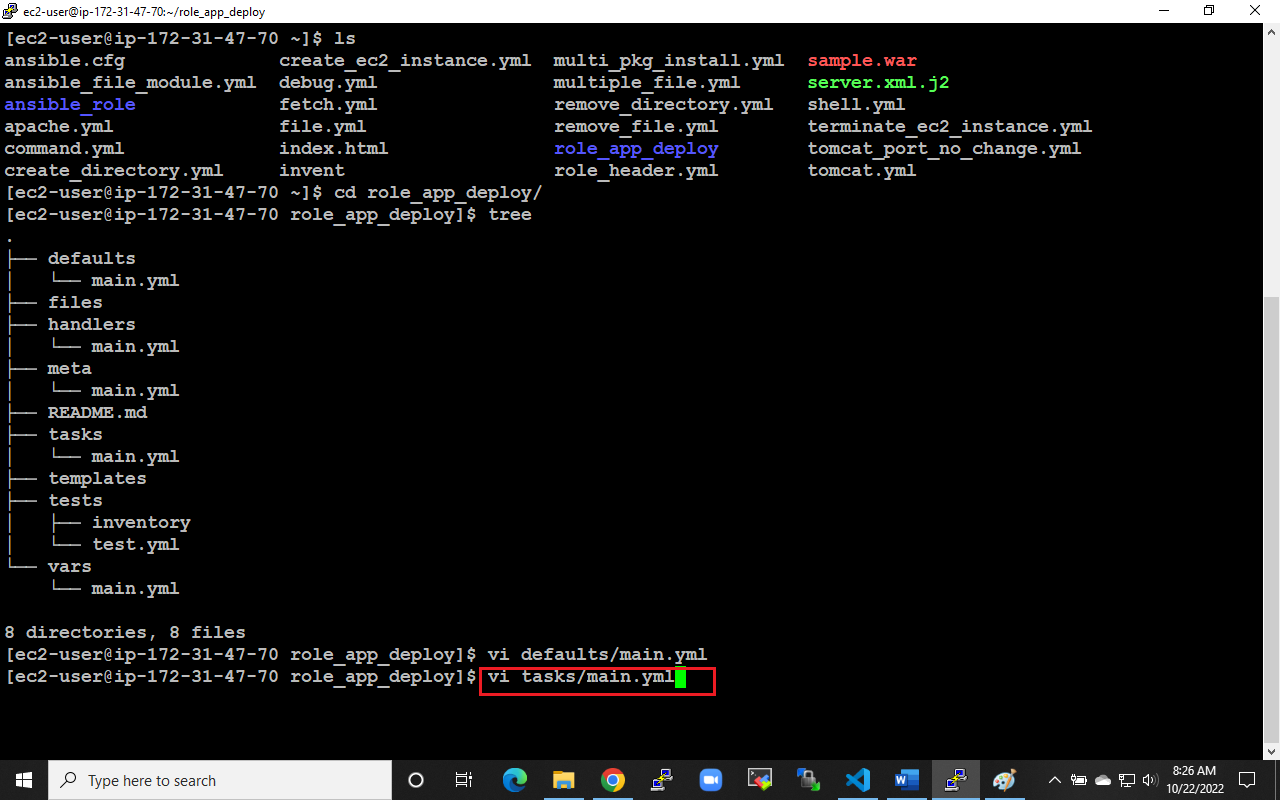 ec2-user@ip-172-31-47-70:~/role_app_deploy
[ec2-user@ip-172-31-47-70 ~]$ ls
ansible.cfg              create_ec2_instance.yml  multi_pkg_install.yml  sample.war
ansible_file_module.yml  debug.yml                multiple_file.yml      server.xml.j2
ansible_role             fetch.yml                remove_directory.yml   shell.yml
apache.yml               file.yml                 remove_file.yml        terminate_ec2_instance.yml
command.yml              index.html               role_app_deploy        tomcat_port_no_change.yml
create_directory.yml     invent                   role_header.yml        tomcat.yml
[ec2-user@ip-172-31-47-70 ~]$ cd role_app_deploy/
[ec2-user@ip-172-31-47-70 role_app_deploy]$ tree
.
├── defaults
│   └── main.yml
├── files
├── handlers
│   └── main.yml
├── meta
│   └── main.yml
├── README.md
├── tasks
│   └── main.yml
├── templates
├── tests
│   ├── inventory
│   └── test.yml
└── vars
    └── main.yml
8 directories, 8 files
[ec2-user@ip-172-31-47-70 role_app_deploy]$ vi defaults/main.yml
[ec2-user@ip-172-31-47-70 role_app_deploy]$ vi tasks/main.yml
Type here to search
8:26 AM
10/22/2022